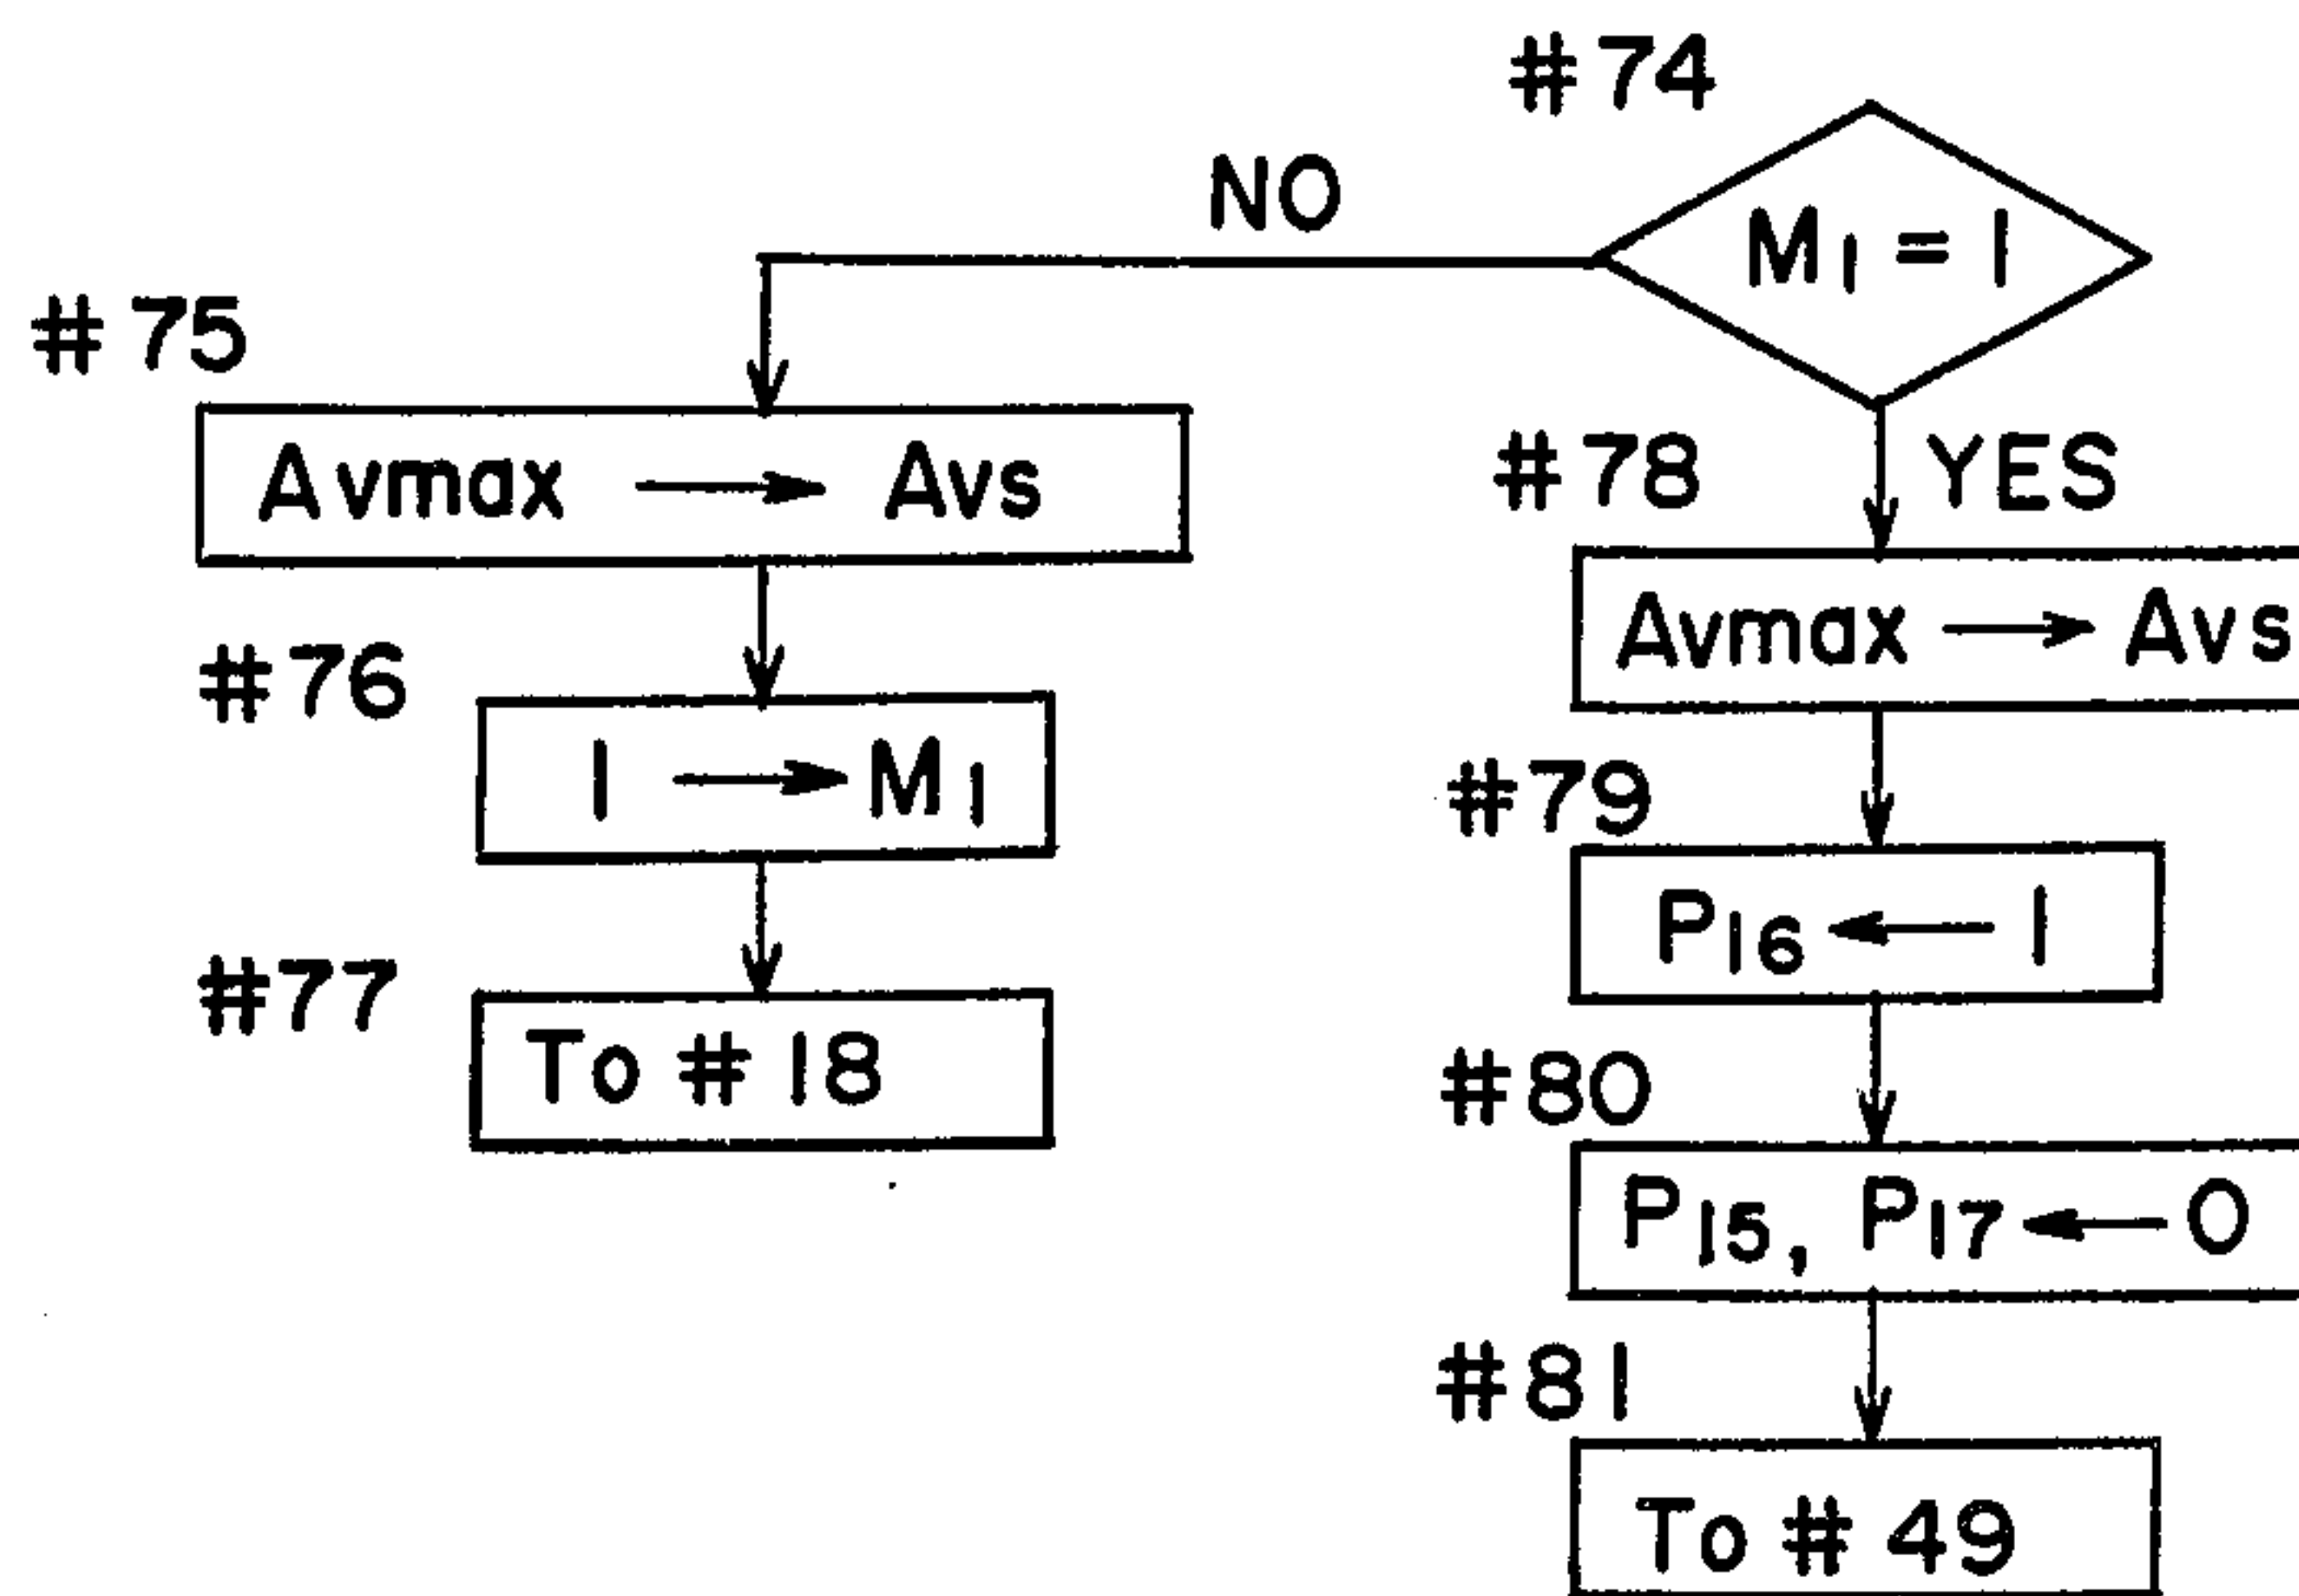 #74
M1 = 1
NO
#75
Avmax → Avs
#76
1 → M1
#77
To #18
#78 YES
Avmax → Avs
#79
P16 ← 1
#80
P15, P17 ← 0
#81
To #49